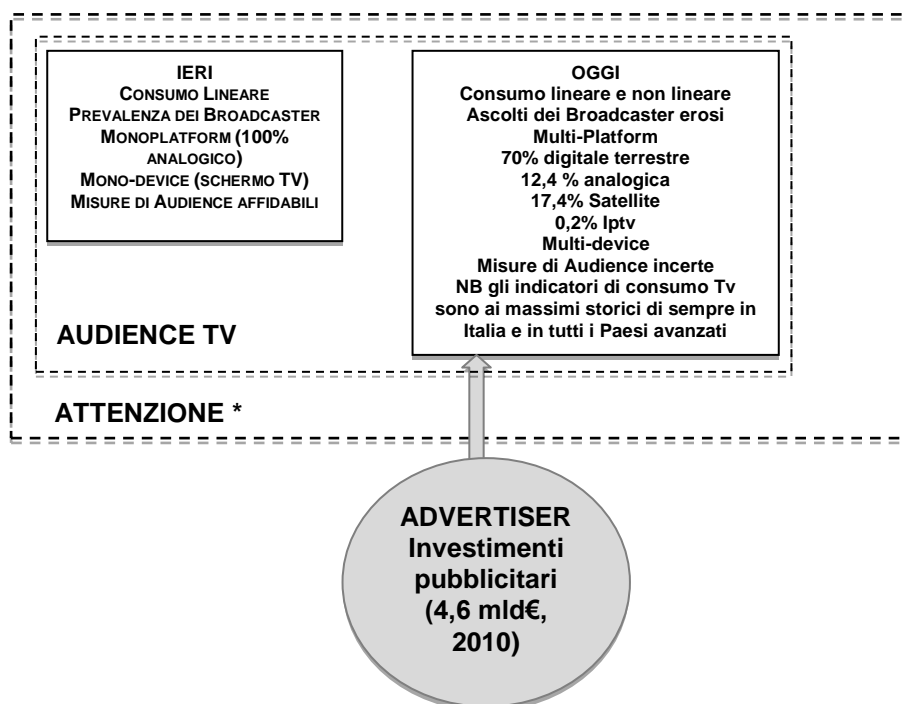 IERI
CONSUMO LINEARE
PREVALENZA DEI BROADCASTER
MONOPLATFORM (100%
ANALOGICO)
MONO-DEVICE (SCHERMO TV)
MISURE DI AUDIENCE AFFIDABILI
OGGI
Consumo lineare e non lineare
Ascolti dei Broadcaster erosi
Multi-Platform
70% digitale terrestre
12,4 % analogica
17,4% Satellite
0,2% Iptv
Multi-device
Misure di Audience incerte
NB gli indicatori di consumo Tv
sono ai massimi storici di sempre in
Italia e in tutti i Paesi avanzati
AUDIENCE TV
ATTENZIONE *
ADVERTISER
Investimenti
pubblicitari
(4,6 mld€,
2010)